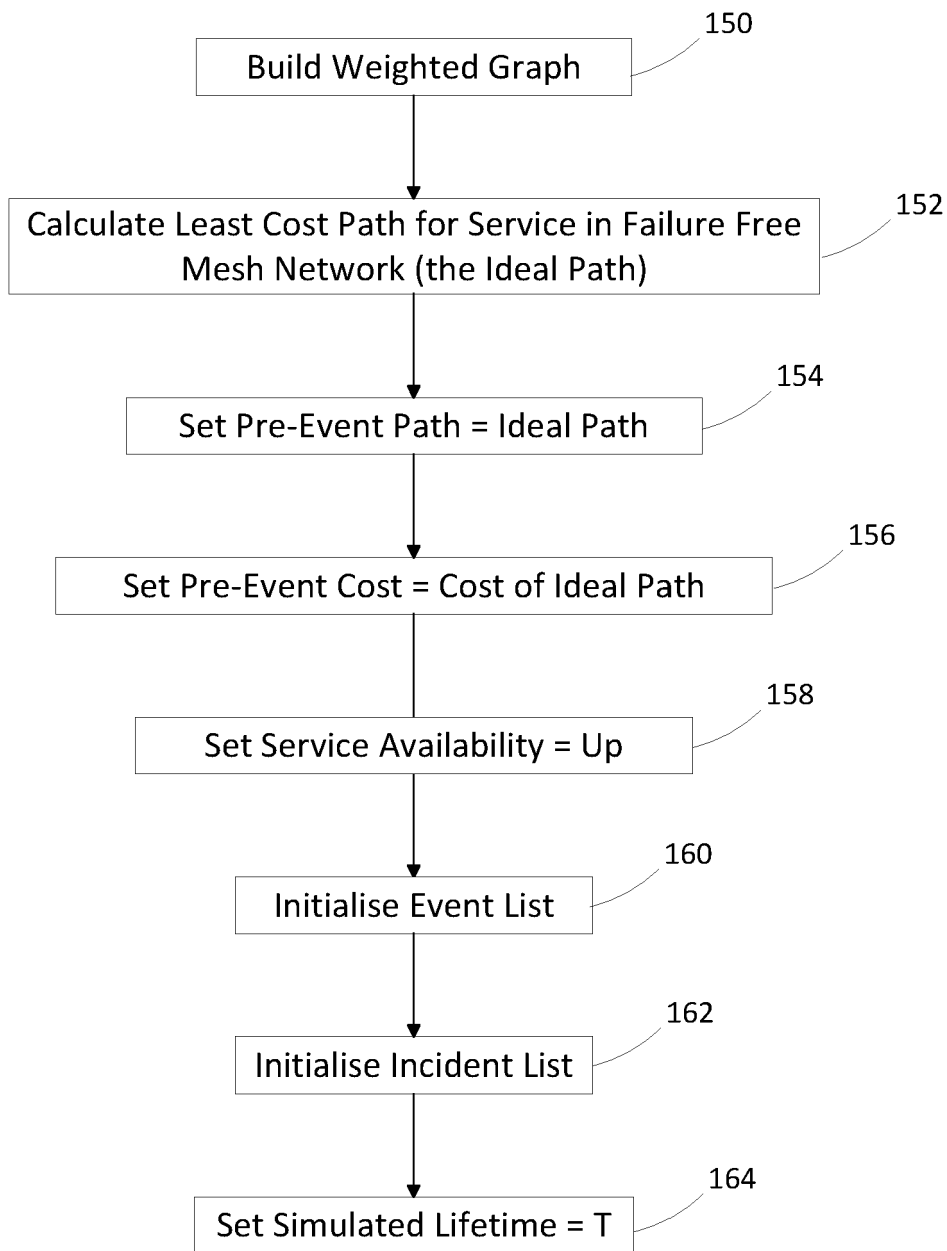 150
Build Weighted Graph
152
Calculate Least Cost Path for Service in Failure Free
Mesh Network (the Ideal Path)
154
Set Pre-Event Path = Ideal Path
156
Set Pre-Event Cost = Cost of Ideal Path
158
Set Service Availability = Up
160
Initialise Event List
162
Initialise Incident List
164
Set Simulated Lifetime = T